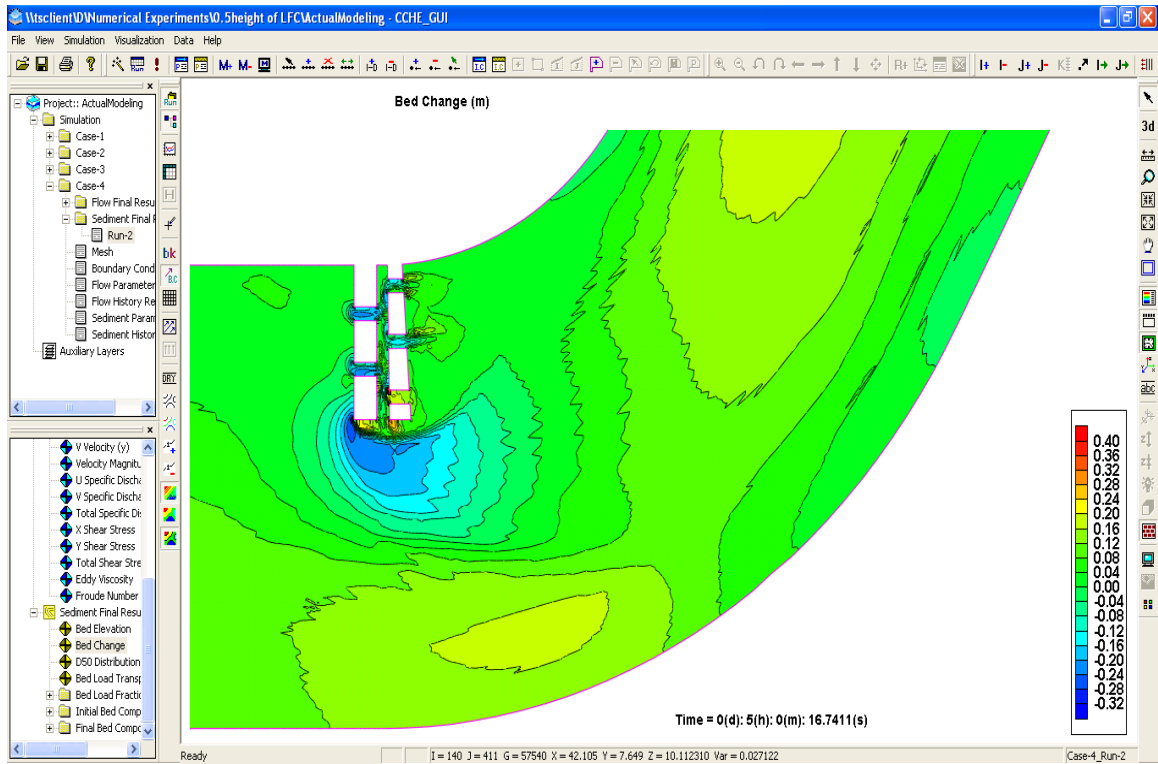 \\tsclient\D\Numerical Experiments\0.5height of LFC\ActualModeling - CCHE_GUI
File View Simulation Visualization Data Help
Project:: ActualModeling
Simulation
Case-1
Case-2
Case-3
Case-4
Flow Final Resu
Sediment Final F
Run-2
Mesh
Boundary Cond
Flow Parameter
Flow History Re
Sediment Param
Sediment Histor
Auxiliary Layers
V Velocity (y)
Velocity Magnitu
U Specific Discha
V Specific Discha
Total Specific Di
X Shear Stress
Y Shear Stress
Total Shear Stre
Eddy Viscosity
Froude Number
Sediment Final Resu
Bed Elevation
Bed Change
D50 Distribution
Bed Load Transp
Bed Load Fractic
Initial Bed Comp
Final Bed Compc
Run
bk
B.C
DRY
Bed Change (m)
0.40
0.36
0.32
0.28
0.24
0.20
0.16
0.12
0.08
0.04
0.00
-0.04
-0.08
-0.12
-0.16
-0.20
-0.24
-0.28
-0.32
Time = 0(d): 5(h): 0(m): 16.7411(s)
3d
abc
Ready
I = 140 J = 411 G = 57540 X = 42.105 Y = 7.649 Z = 10.112310 Var = 0.027122
Case-4_Run-2